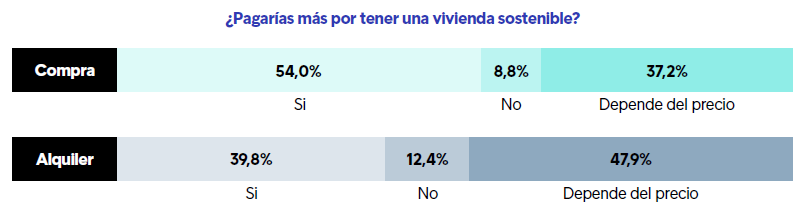 ¿Pagarías más por tener una vivienda sostenible?
Compra 54,0% 8,8% 37,2%
Si No Depende del precio
Alquiler 39,8% 12,4% 47,9%
Si No Depende del precio